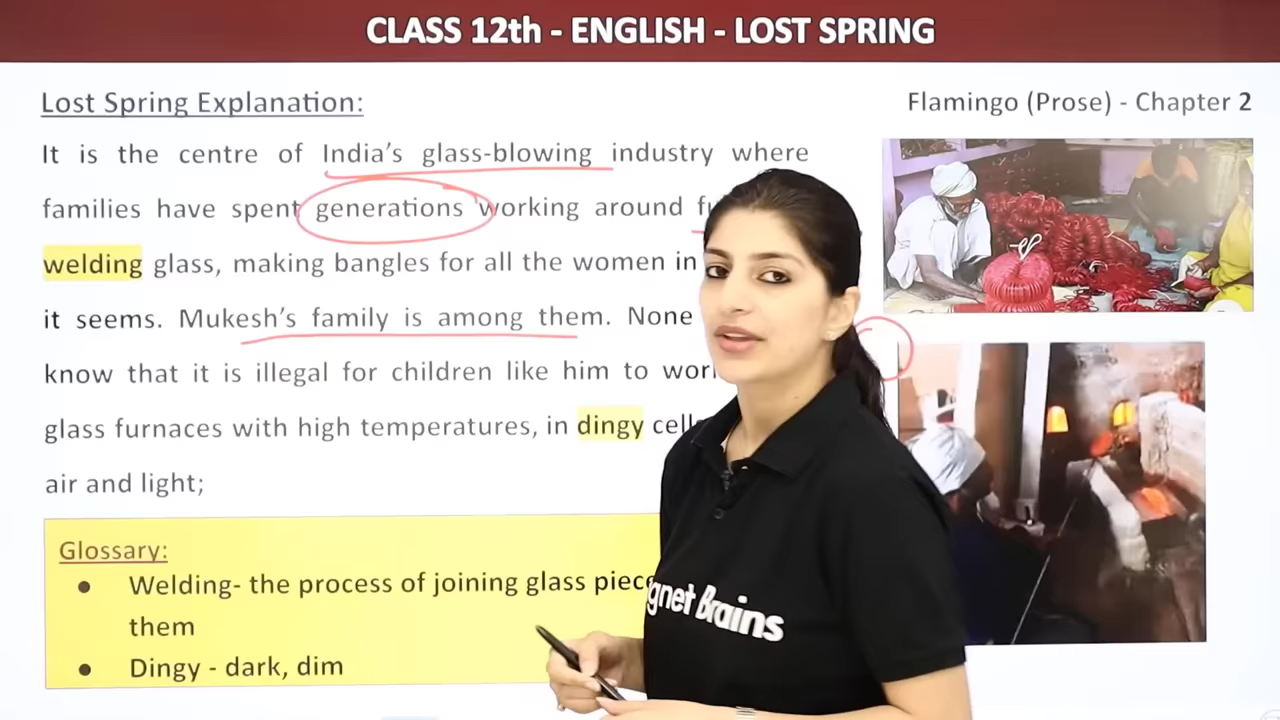 CLASS 12th - ENGLISH - LOST SPRING
Lost Spring Explanation:
Flamingo (Prose) - Chapter 2
It is the centre of India's glass-blowing industry where
families have spent generations working around
welding glass, making bangles for all the women in
it seems. Mukesh's family is among them. None
know that it is illegal for children like him to
glass furnaces with high temperatures, in dingy
air and light;
Glossary:
● Welding- the process of joining glass
them
● Dingy - dark, dim
gnet Brains